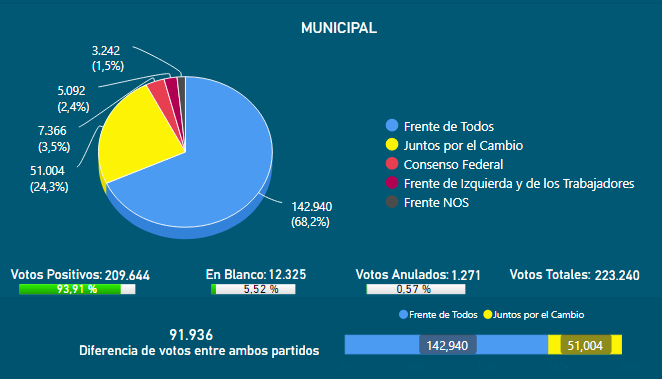 MUNICIPAL
3.242
(1,5%)
5.092
(2,4%)
7.366
(3,5%)
51.004
(24,3%)
142.940
(68,2%)
Frente de Todos
Juntos por el Cambio
Consenso Federal
Frente de Izquierda y de los Trabajadores
Frente NOS
Votos Positivos: 209.644
93,91 %
En Blanco: 12.325
5,52 %
Votos Anulados: 1.271
0,57 %
Votos Totales: 223.240
91.936
Diferencia de votos entre ambos partidos
Frente de Todos Juntos por el Cambio
142,940 51,004